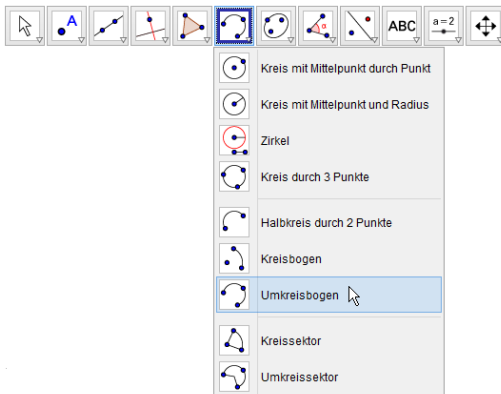 A
α
ABC
a=2
Kreis mit Mittelpunkt durch Punkt
Kreis mit Mittelpunkt und Radius
Zirkel
Kreis durch 3 Punkte
Halbkreis durch 2 Punkte
Kreisbogen
Umkreisbogen
Kreissektor
Umkreissektor